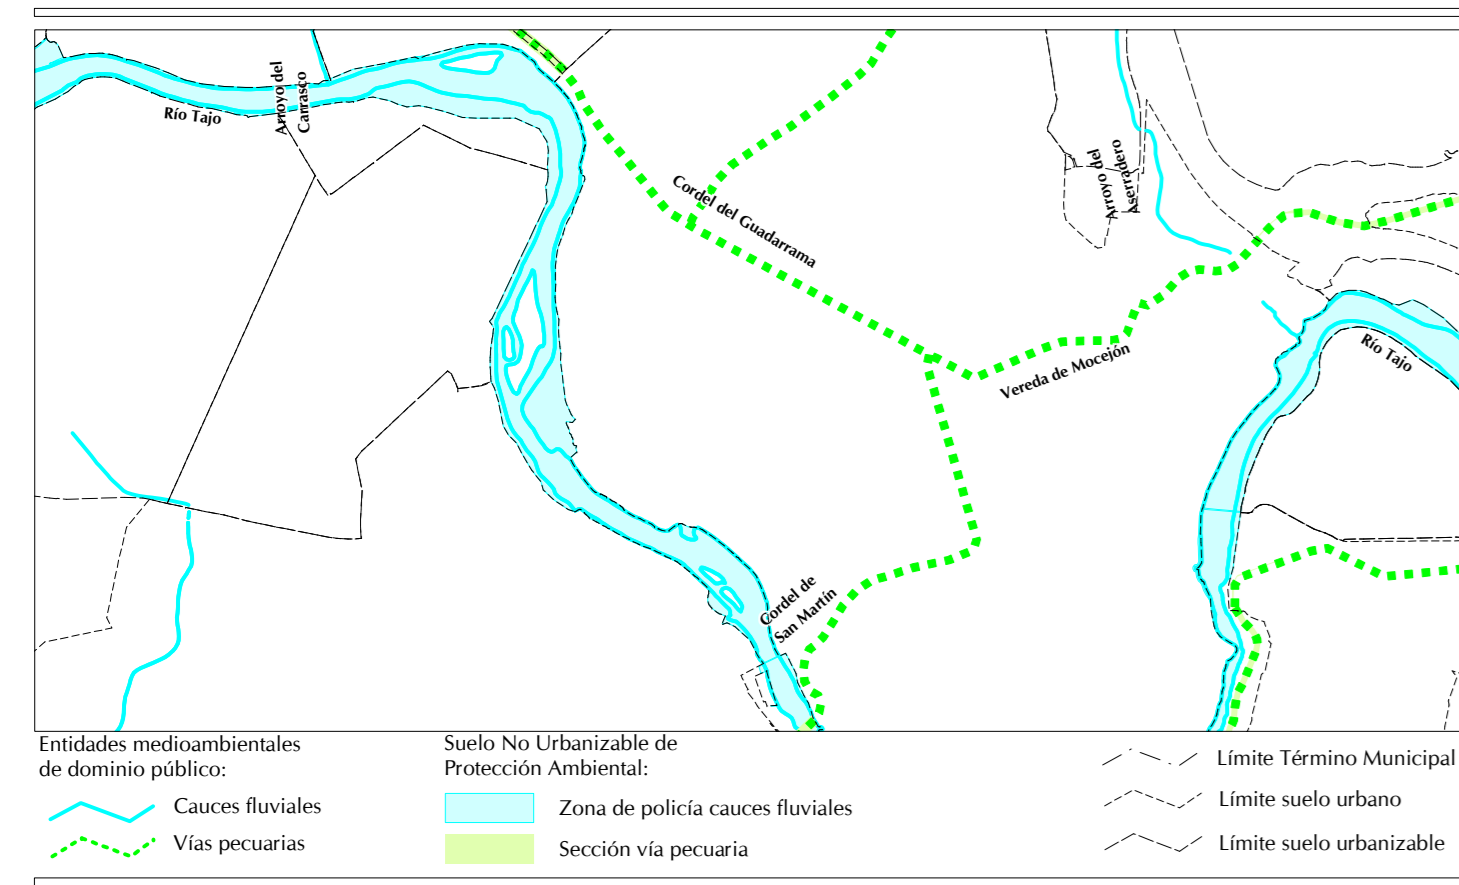 Río Tajo
Arroyo del
Carrasco
Cordel del Guadarrama
Arroyo del
Aserradero
Vereda de Mocejón
Río Tajo
Cordel de
San Martín
Entidades medioambientales
de dominio público:
Cauces fluviales
Vías pecuarias
Suelo No Urbanizable de
Protección Ambiental:
Zona de policía cauces fluviales
Sección vía pecuaria
Límite Término Municipal
Límite suelo urbano
Límite suelo urbanizable